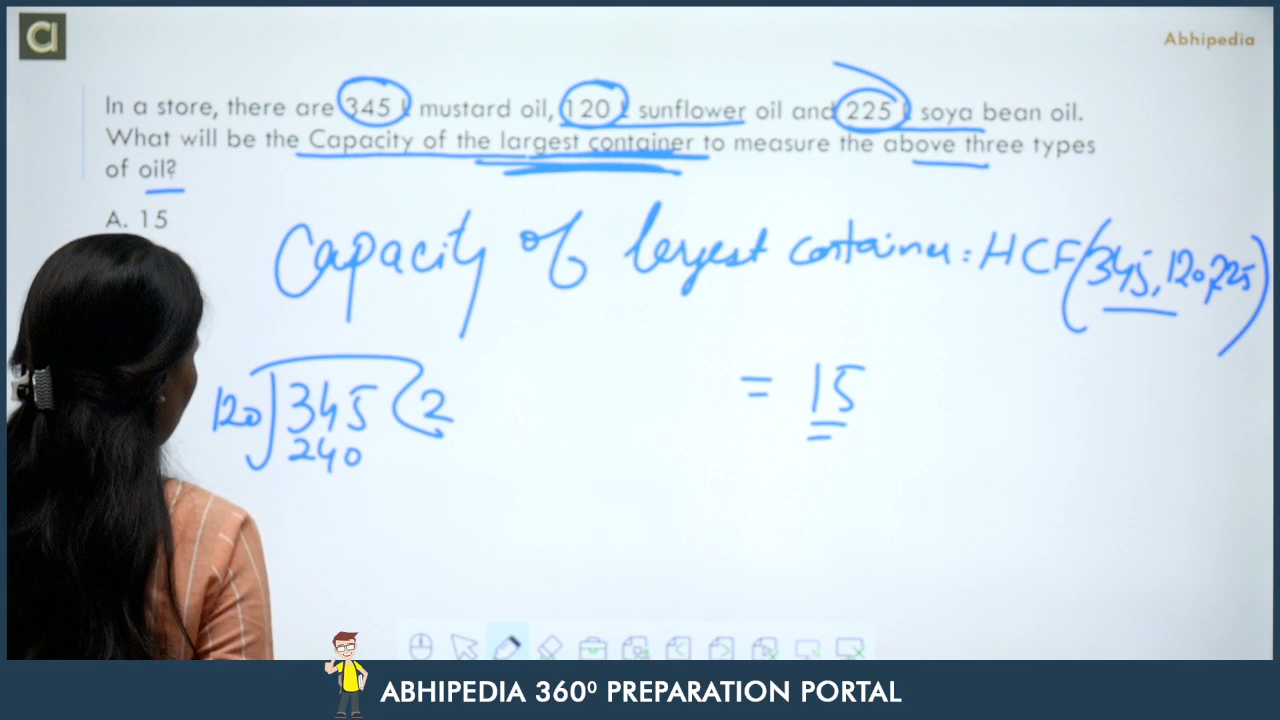 a
Abhipedia
In a store, there are 345 l mustard oil, 120 l sunflower oil and 225 l soya bean oil.
What will be the Capacity of the largest container to measure the above three types
of oil?
A. 15
Capacity of largest container: HCF(345, 120, 225)
120)345(2
240
= 15
ABHIPEDIA 360⁰ PREPARATION PORTAL